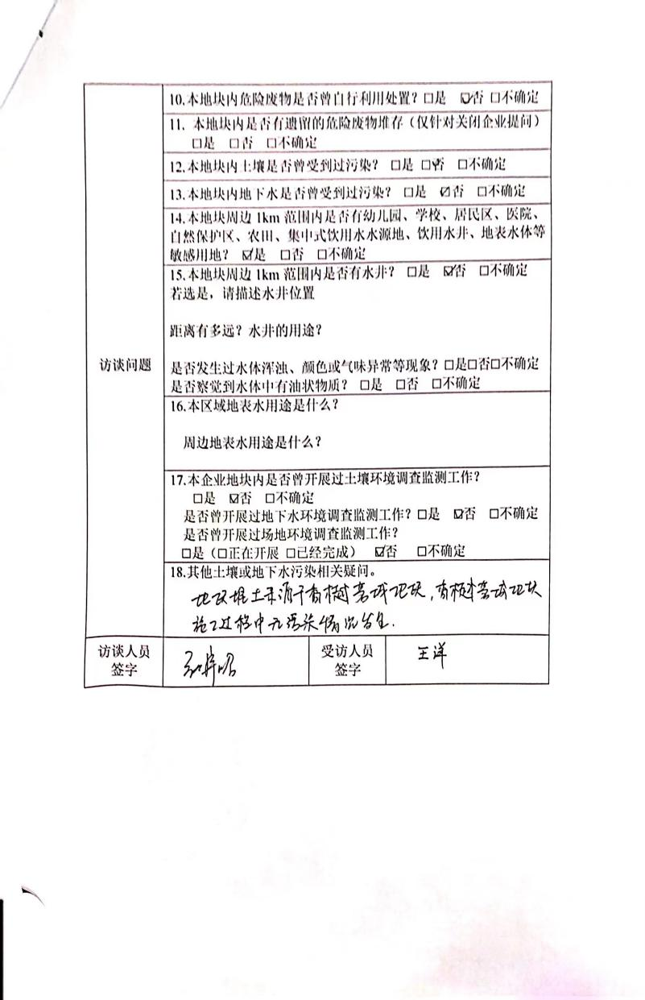 10.本地块内危险废物是否曾自行利用处置？□是 ☑否 □不确定
11. 本地块内是否有遗留的危险废物堆存（仅针对关闭企业提问）
□是 □否 □不确定
12.本地块内土壤是否曾受到过污染？ □是 ☑否 □不确定
13.本地块内地下水是否曾受到过污染？ □是 ☑否 □不确定
14.本地块周边 1km 范围内是否有幼儿园、学校、居民区、医院、
自然保护区、农田、集中式饮用水水源地、饮用水井、地表水体等
敏感用地？ ☑是 □否 □不确定
15.本地块周边 1km 范围内是否有水井？ □是 ☑否 □不确定
若选是，请描述水井位置
距离有多远？水井的用途？
访谈问题
是否发生过水体浑浊、颜色或气味异常等现象？□是□否□不确定
是否察觉到水体中有油状物质？ □是 □否 □不确定
16.本区域地表水用途是什么？
周边地表水用途是什么？
17.本企业地块内是否曾开展过土壤环境调查监测工作？
□是 ☑否 □不确定
是否曾开展过地下水环境调查监测工作？□是 ☑否 □不确定
是否曾开展过场地环境调查监测工作？
□是（□正在开展 □已经完成） ☑否 □不确定
18.其他土壤或地下水污染相关疑问。
地块堆土来源于香樾 地块，香樾 地块
施工过程中无污染情况发生.
访谈人员
签字
受访人员
签字
王洋